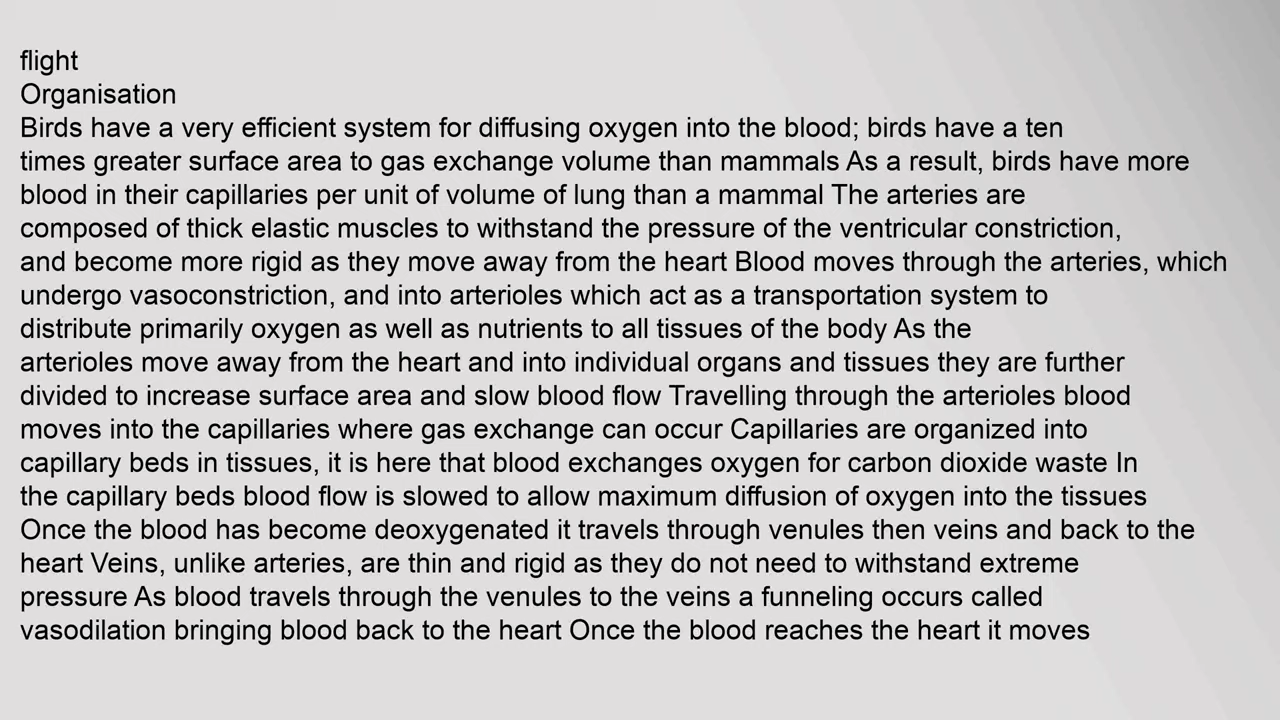 flight
Organisation
Birds have a very efficient system for diffusing oxygen into the blood; birds have a ten
times greater surface area to gas exchange volume than mammals As a result, birds have more
blood in their capillaries per unit of volume of lung than a mammal The arteries are
composed of thick elastic muscles to withstand the pressure of the ventricular constriction,
and become more rigid as they move away from the heart Blood moves through the arteries, which
undergo vasoconstriction, and into arterioles which act as a transportation system to
distribute primarily oxygen as well as nutrients to all tissues of the body As the
arterioles move away from the heart and into individual organs and tissues they are further
divided to increase surface area and slow blood flow Travelling through the arterioles blood
moves into the capillaries where gas exchange can occur Capillaries are organized into
capillary beds in tissues, it is here that blood exchanges oxygen for carbon dioxide waste In
the capillary beds blood flow is slowed to allow maximum diffusion of oxygen into the tissues
Once the blood has become deoxygenated it travels through venules then veins and back to the
heart Veins, unlike arteries, are thin and rigid as they do not need to withstand extreme
pressure As blood travels through the venules to the veins a funneling occurs called
vasodilation bringing blood back to the heart Once the blood reaches the heart it moves